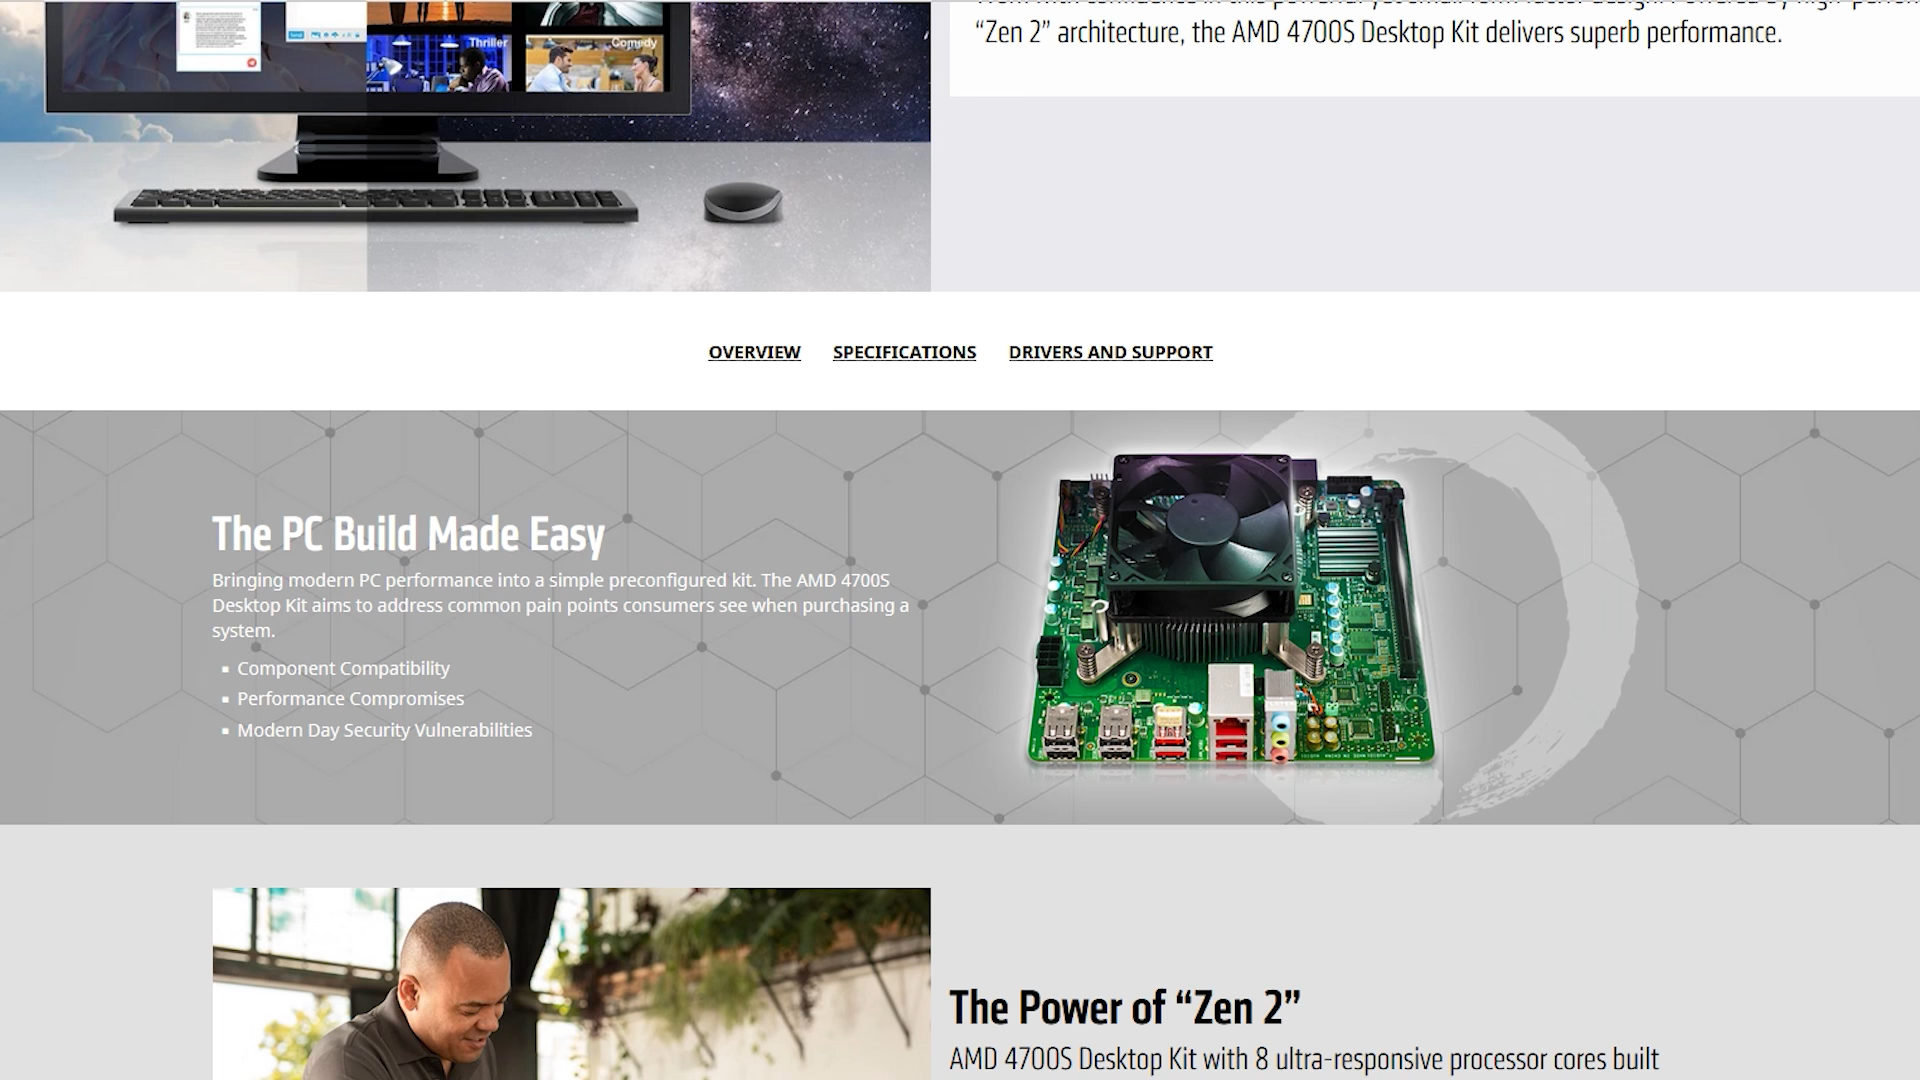 Thriller
Comedy
“Zen 2” architecture, the AMD 4700S Desktop Kit delivers superb performance.
OVERVIEW
SPECIFICATIONS
DRIVERS AND SUPPORT
The PC Build Made Easy
Bringing modern PC performance into a simple preconfigured kit. The AMD 4700S
Desktop Kit aims to address common pain points consumers see when purchasing a
system.
Component Compatibility
Performance Compromises
Modern Day Security Vulnerabilities
The Power of “Zen 2”
AMD 4700S Desktop Kit with 8 ultra-responsive processor cores built